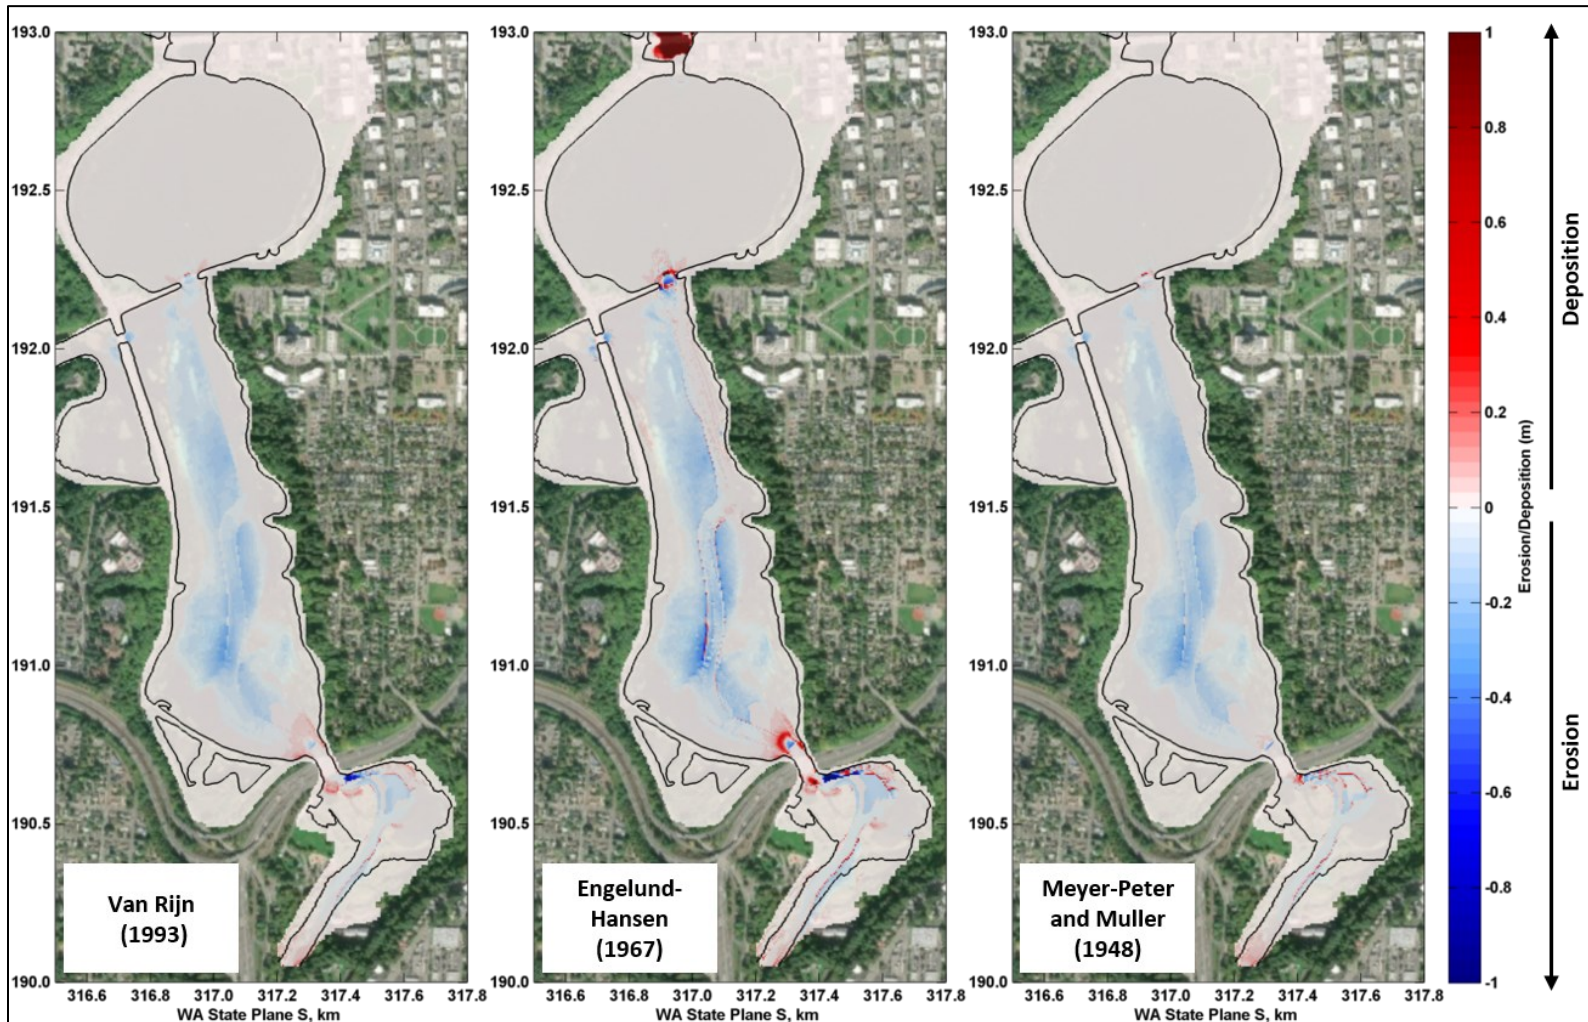 193.0
192.5
192.0
191.5
191.0
190.5
190.0
316.6 316.8 317.0 317.2 317.4 317.6 317.8
WA State Plane S, km
Van Rijn
(1993)
193.0
192.5
192.0
191.5
191.0
190.5
190.0
316.6 316.8 317.0 317.2 317.4 317.6 317.8
WA State Plane S, km
Engelund-
Hansen
(1967)
193.0
192.5
192.0
191.5
191.0
190.5
190.0
316.6 316.8 317.0 317.2 317.4 317.6 317.8
WA State Plane S, km
Meyer-Peter
and Muller
(1948)
1
0.8
0.6
0.4
0.2
0
-0.2
-0.4
-0.6
-0.8
-1
Erosion/Deposition (m)
Deposition
Erosion